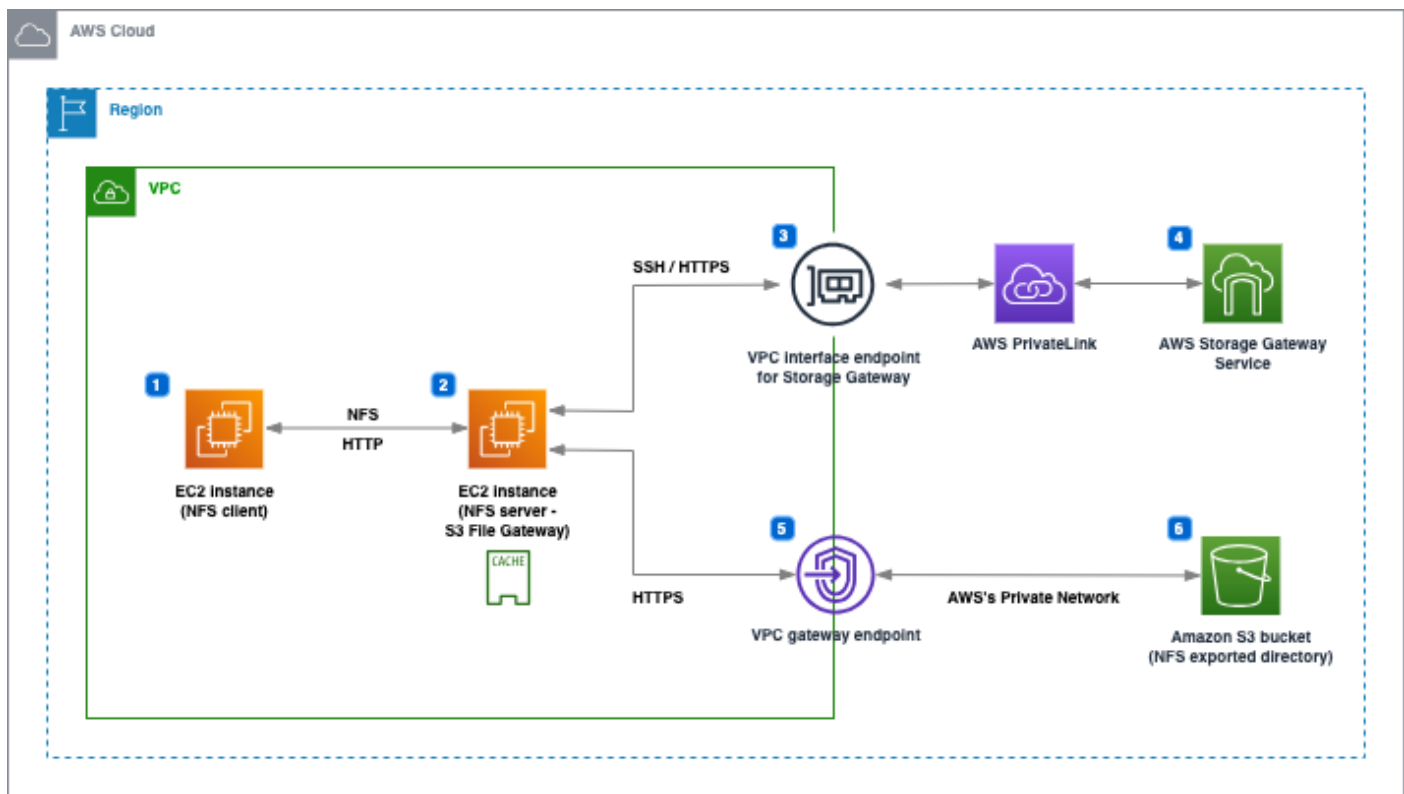 AWS Cloud
Region
VPC
3
4
SSH / HTTPS
AWS PrivateLink
AWS Storage Gateway
Service
VPC interface endpoint
for Storage Gateway
1
2
NFS
HTTP
EC2 instance
(NFS client)
EC2 instance
(NFS server -
S3 File Gateway)
CACHE
5
6
HTTPS
AWS's Private Network
VPC gateway endpoint
Amazon S3 bucket
(NFS exported directory)